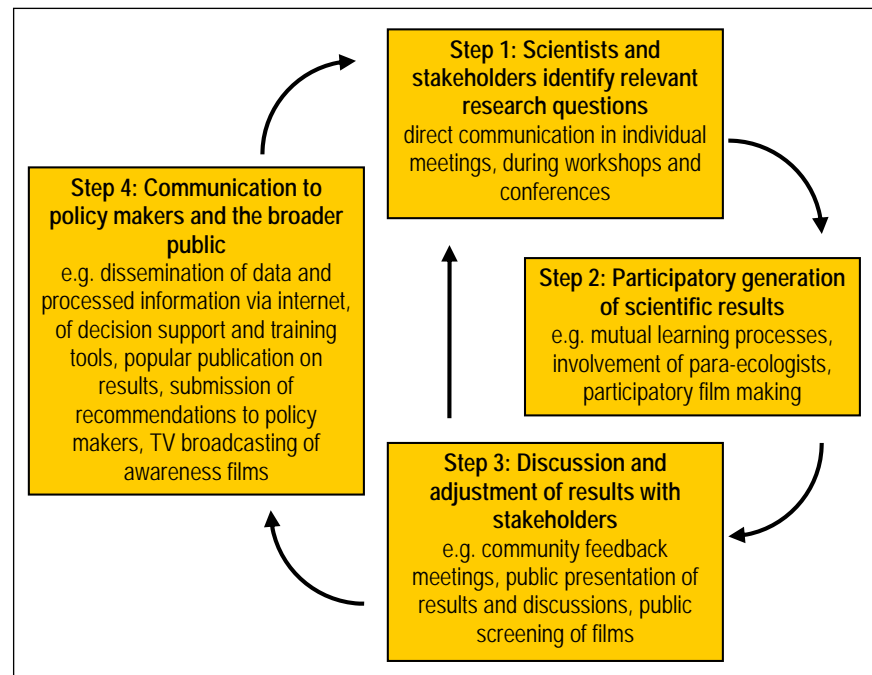 Step 1: Scientists and
stakeholders identify relevant
research questions
direct communication in individual
meetings, during workshops and
conferences
Step 2: Participatory generation
of scientific results
e.g. mutual learning processes,
involvement of para-ecologists,
participatory film making
Step 3: Discussion and
adjustment of results with
stakeholders
e.g. community feedback
meetings, public presentation of
results and discussions, public
screening of films
Step 4: Communication to
policy makers and the broader
public
e.g. dissemination of data and
processed information via internet,
of decision support and training
tools, popular publication on
results, submission of
recommendations to policy
makers, TV broadcasting of
awareness films